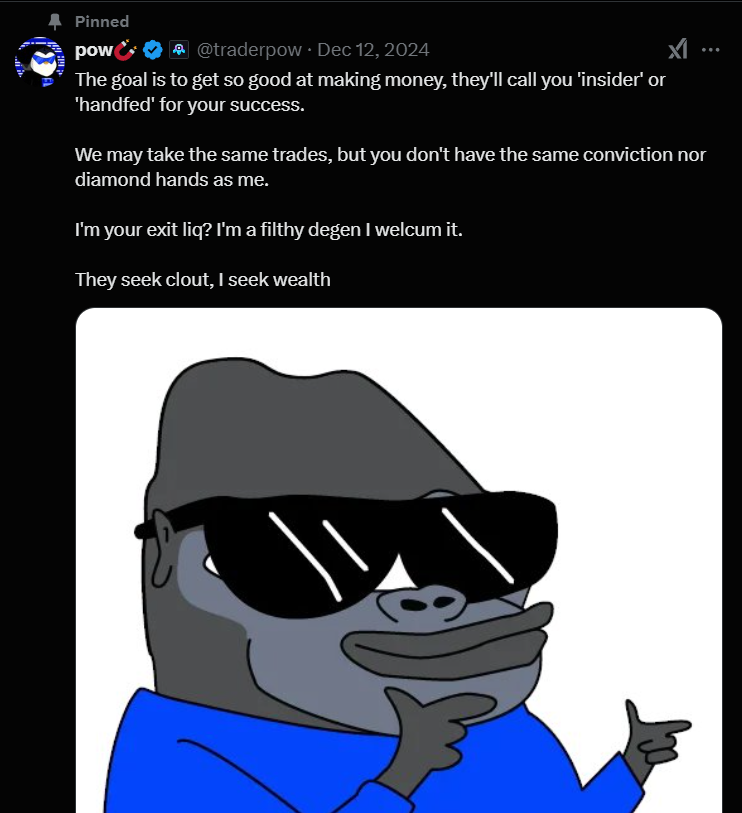 Pinned
pow @traderpow · Dec 12, 2024
The goal is to get so good at making money, they'll call you 'insider' or
'handfed' for your success.
We may take the same trades, but you don't have the same conviction nor
diamond hands as me.
I'm your exit liq? I'm a filthy degen I welcum it.
They seek clout, I seek wealth